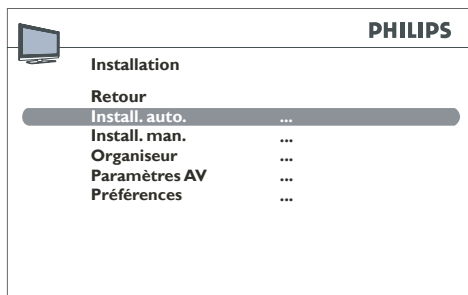 PHILIPS
Installation
Retour
Install. auto. ...
Install. man. ...
Organiseur ...
Paramètres AV ...
Préférences ...